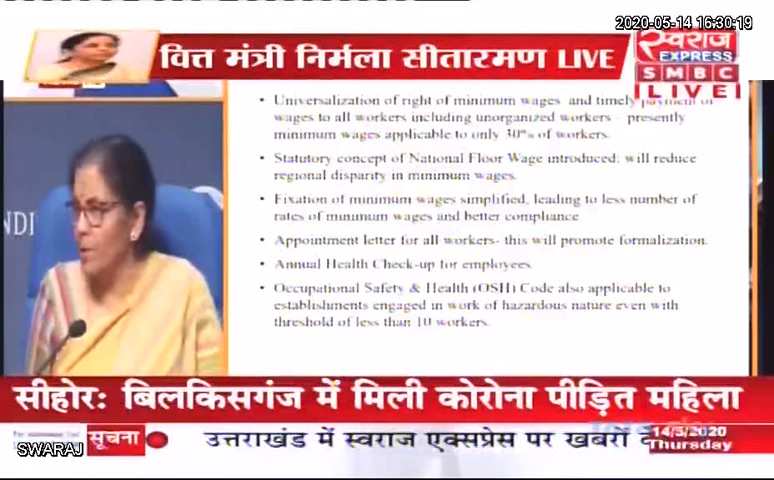 2020-05-14 16:30:19
वित्त मंत्री निर्मला सीतारमण LIVE
स्वराज
EXPRESS
SMBC
LIVE
• Universalization of right of minimum wages and timely payment of
wages to all workers including unorganized workers – presently
minimum wages applicable to only 30% of workers.
• Statutory concept of National Floor Wage introduced: will reduce
regional disparity in minimum wages.
• Fixation of minimum wages simplified, leading to less number of
rates of minimum wages and better compliance
• Appointment letter for all workers- this will promote formalization.
• Annual Health Check-up for employees
• Occupational Safety & Health (OSH) Code also applicable to
establishments engaged in work of hazardous nature even with
threshold of less than 10 workers.
NDI
सीहोरः बिलकिसगंज में मिली कोरोना पीड़ित महिला
सूचना
उत्तराखंड में स्वराज एक्सप्रेस पर खबरों
14/5/2020
Thursday
SWARAJ